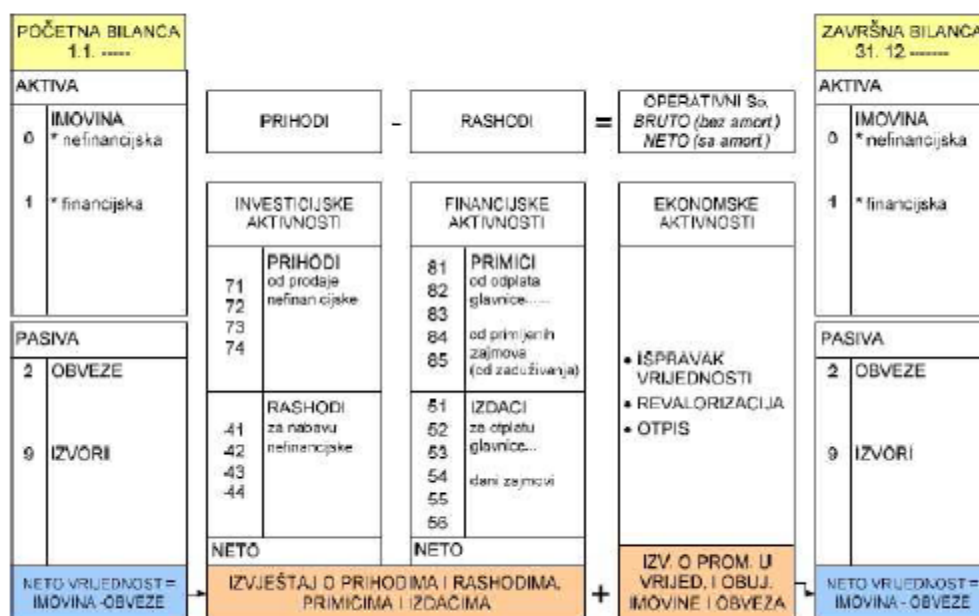 POČETNA BILANCA
1.1. -----
AKTIVA
IMOVINA
0 * nefinancijska
1 * financijska
PASIVA
2 OBVEZE
9 IZVORI
NETO VRIJEDNOST =
IMOVINA -OBVEZE
PRIHODI
-
RASHODI
=
OPERATIVNI So.
BRUTO (bez amort)
NETO (sa amort)
INVESTICIJSKE
AKTIVNOSTI
PRIHODI
od prodaje
nefinancijske
71
72
73
74
RASHODI
za nabavu
nefinancijske
41
42
43
44
NETO
FINANCIJSKE
AKTIVNOSTI
PRIMICI
od odplata
glavnice......
od primljenih
zajmova
(od zaduživanja)
81
82
83
84
85
IZDACI
za otplatu
glavnice...
dani zajmovi
51
52
53
54
55
56
NETO
IZVJEŠTAJ O PRIHODIMA I RASHODIMA,
PRIMICIMA I IZDACIMA
+
EKONOMSKE
AKTIVNOSTI
• ISPRAVAK
VRIJEDNOSTI
• REVALORIZACIJA
• OTPIS
IZV. O PROM. U
VRIJED. I OBUJ.
IMOVINE I OBVEZA
ZAVRŠNA BILANCA
31. 12.-------
AKTIVA
IMOVINA
0 * nefinancijska
1 * financijska
PASIVA
2 OBVEZE
9 IZVORI
NETO VRIJEDNOST =
IMOVINA - OBVEZE